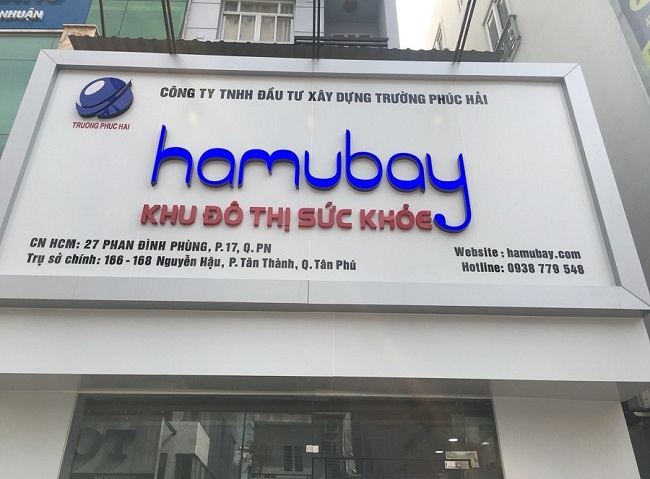 NHUẬN
TRUONG PHUC HAI
CÔNG TY TNHH ĐẦU TƯ XÂY DỰNG TRƯỜNG PHÚC HẢI
hamubay
KHU ĐÔ THỊ SỨC KHỎE
CN HCM: 27 PHAN ĐÌNH PHÙNG, P.17, Q. PN
Trụ sở chính: 166 - 168 Nguyễn Hậu, P. Tân Thành, Q. Tân Phú
Website : hamubay.com
Hotline: 0938 779 548